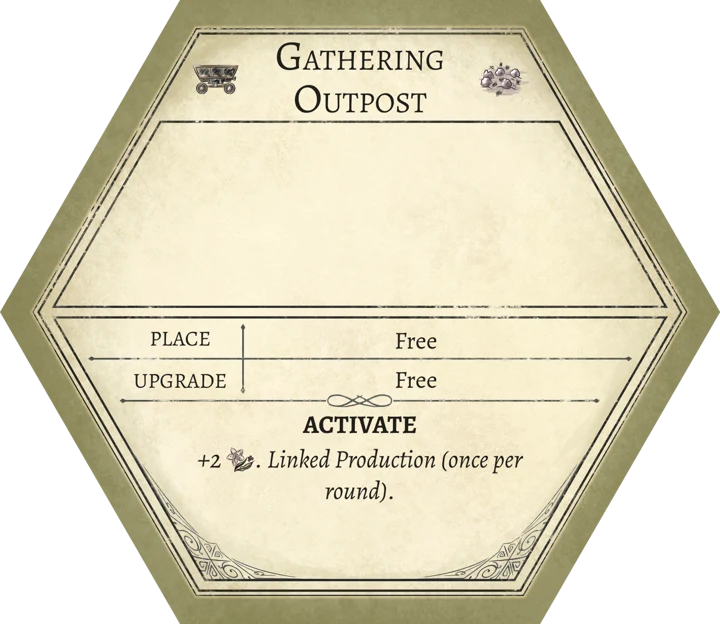 GATHERING
OUTPOST
PLACE
Free
UPGRADE
Free
ACTIVATE
+2 . Linked Production (once per
round).